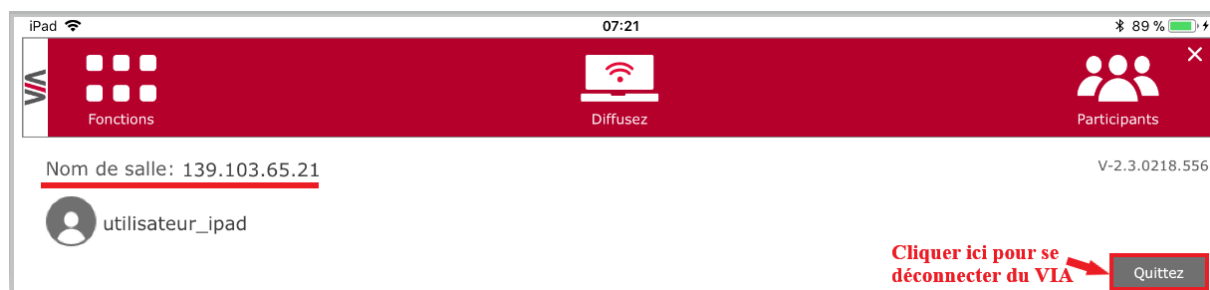 iPad 07:21 89 %
VIA
Fonctions Diffusez Participants
Nom de salle: 139.103.65.21 V-2.3.0218.556
utilisateur_ipad
Cliquer ici pour se
déconnecter du VIA
Quittez